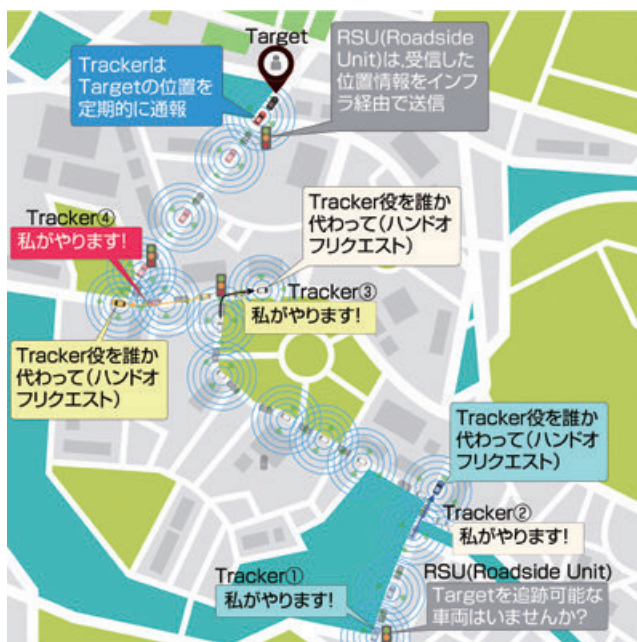 Target
Trackerは
Targetの位置を
定期的に通報
RSU(Roadside
Unit)は,受信した
位置情報をインフ
ラ経由で送信
Tracker④
私がやります!
Tracker役を誰か
代わって(ハンドオ
フリクエスト)
Tracker③
私がやります!
Tracker役を誰か
代わって(ハンドオ
フリクエスト)
Tracker役を誰か
代わって(ハンドオ
フリクエスト)
Tracker②
私がやります!
Tracker①
私がやります!
RSU(Roadside Unit)
Targetを追跡可能な
車両はいませんか?